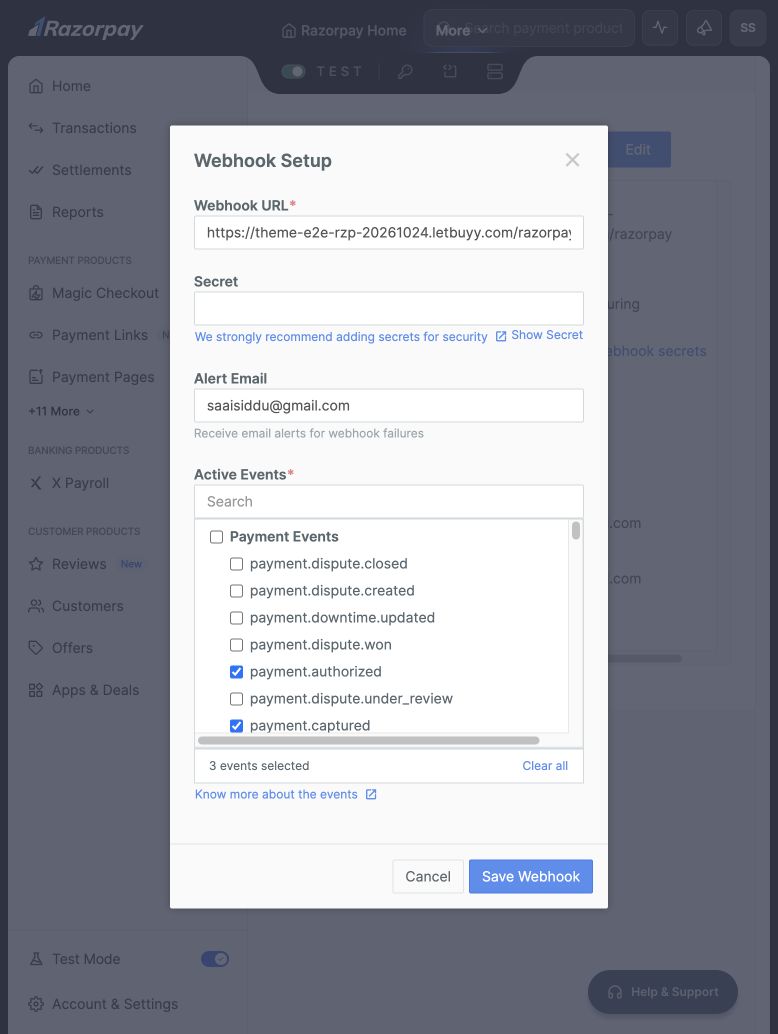 Razorpay
Razorpay Home
More
Search payment product
SS
TEST
Home
Transactions
Settlements
Reports
PAYMENT PRODUCTS
Magic Checkout
Payment Links
N
Payment Pages
+11 More
BANKING PRODUCTS
X Payroll
CUSTOMER PRODUCTS
Reviews New
Customers
Offers
Apps & Deals
Test Mode
Account & Settings
Edit
/razorpay
uring
ebhook secrets
.com
.com
Webhook Setup
Webhook URL*
https://theme-e2e-rzp-20261024.letbuyy.com/razorpay
Secret
We strongly recommend adding secrets for security Show Secret
Alert Email
saaisiddu@gmail.com
Receive email alerts for webhook failures
Active Events*
Search
Payment Events
payment.dispute.closed
payment.dispute.created
payment.downtime.updated
payment.dispute.won
payment.authorized
payment.dispute.under_review
payment.captured
3 events selected Clear all
Know more about the events
Cancel Save Webhook
Help & Support